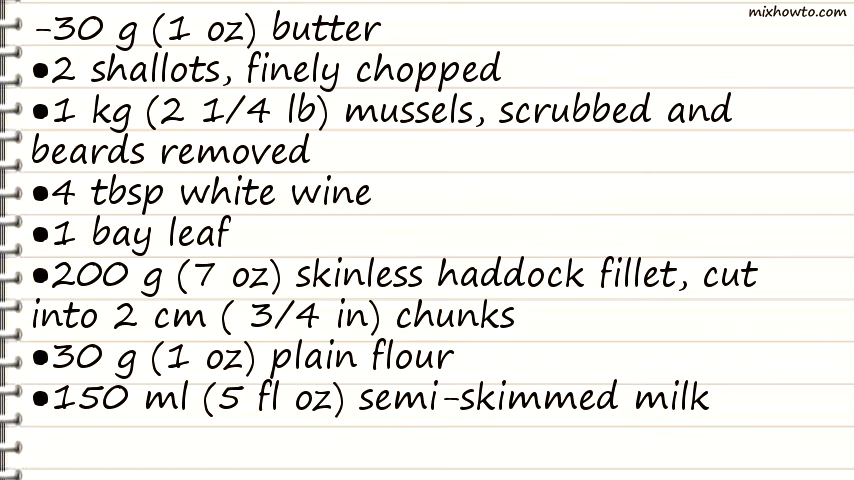 mixhowto.com
-30 g (1 oz) butter
•2 shallots, finely chopped
•1 kg (2 1/4 lb) mussels, scrubbed and
beards removed
•4 tbsp white wine
•1 bay leaf
•200 g (7 oz) skinless haddock fillet, cut
into 2 cm ( 3/4 in) chunks
•30 g (1 oz) plain flour
•150 ml (5 fl oz) semi-skimmed milk